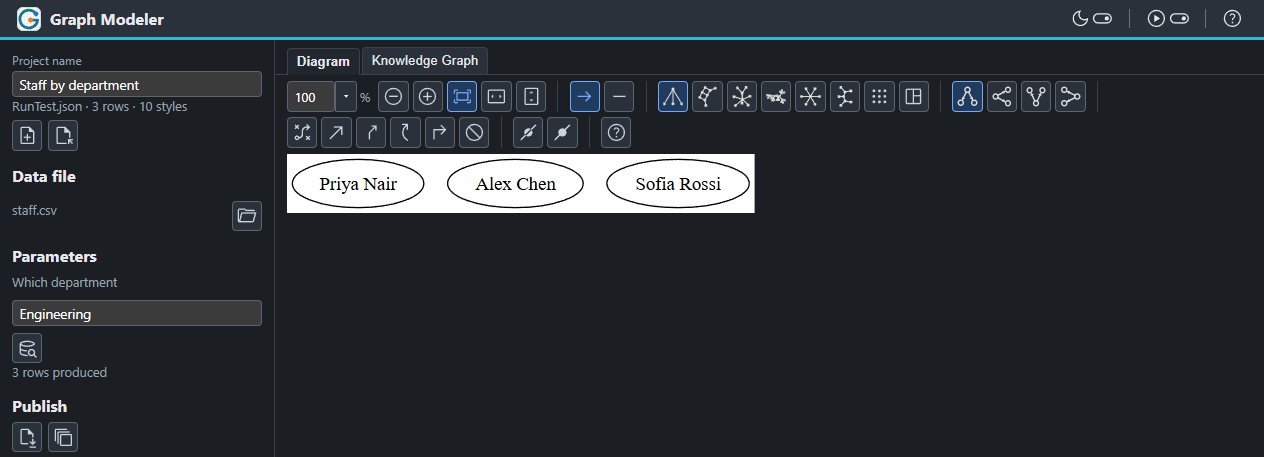 Graph Modeler
Project name
Staff by department
RunTest.json · 3 rows · 10 styles
Data file
staff.csv
Parameters
Which department
Engineering
3 rows produced
Publish
Diagram
Knowledge Graph
100 %
Priya Nair
Alex Chen
Sofia Rossi